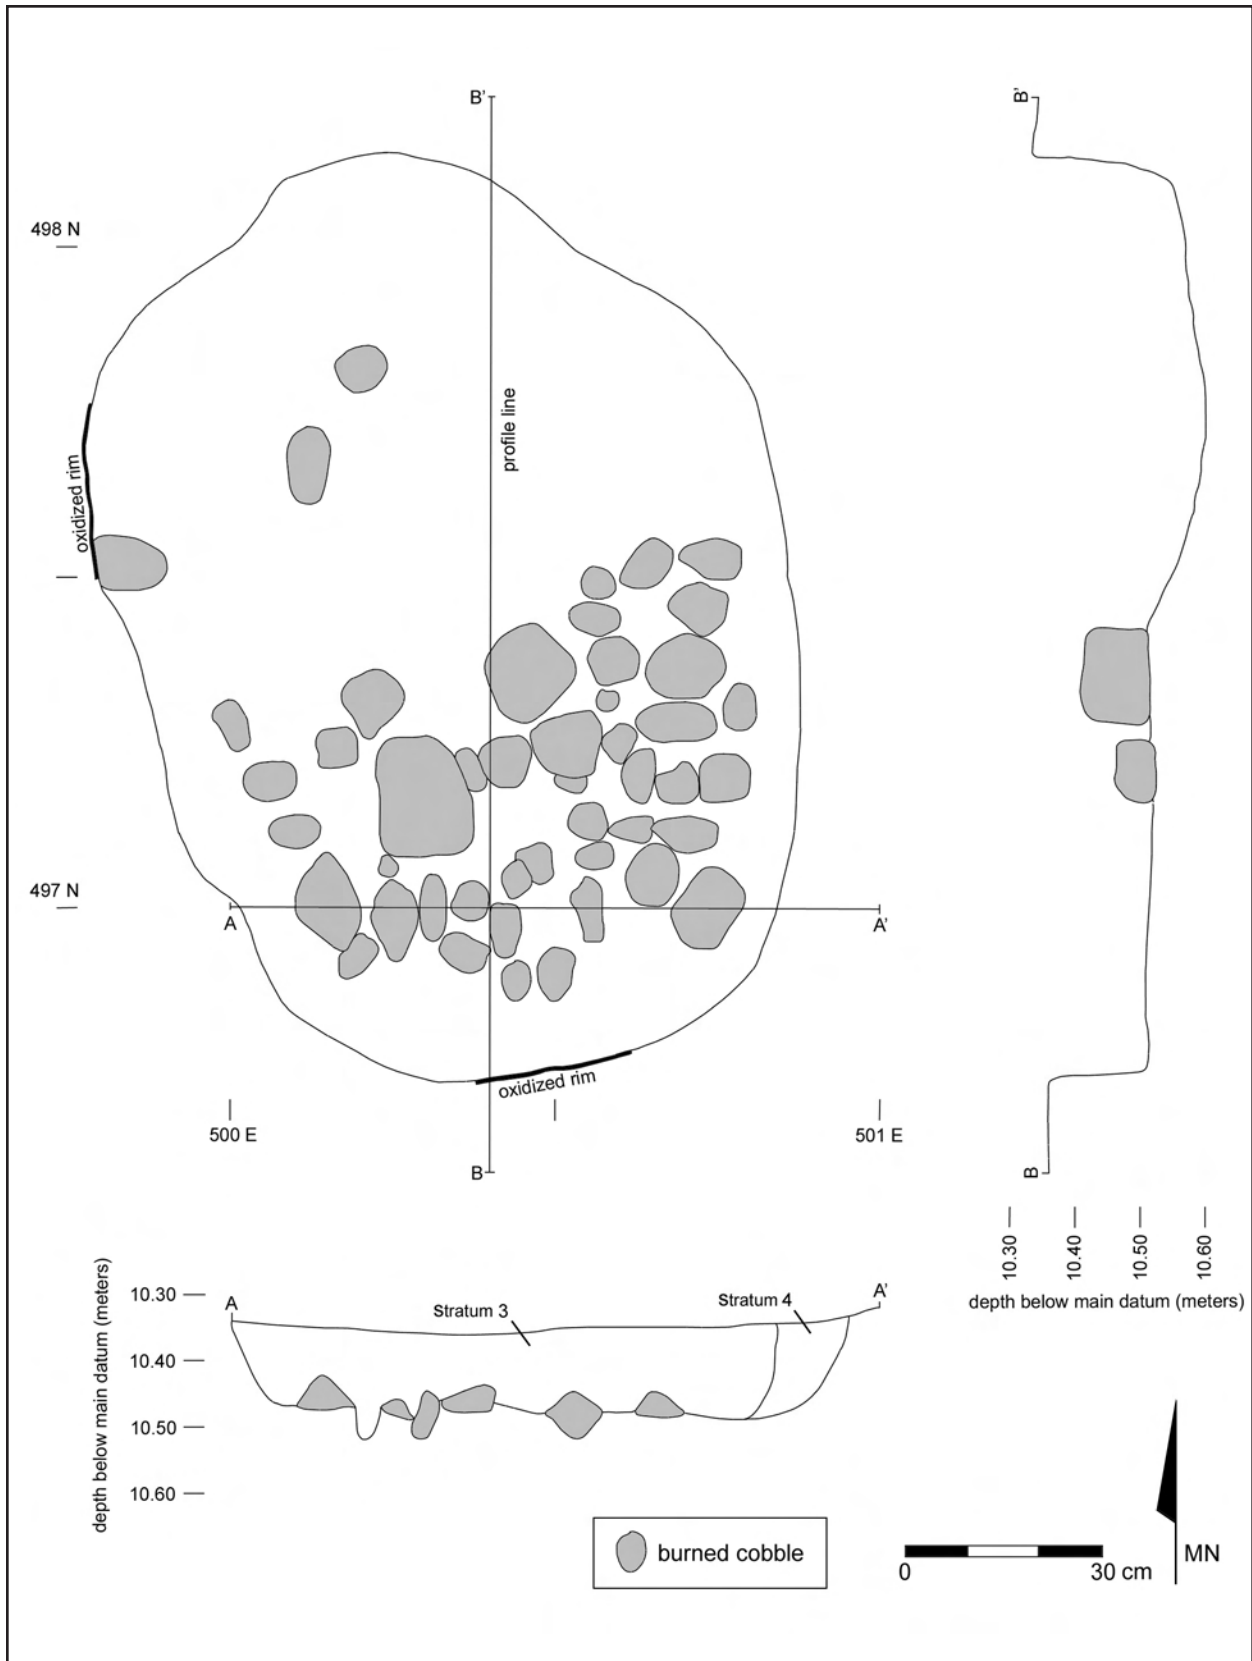 B'
B'
498 N
profile line
oxidized rim
497 N
A
A'
oxidized rim
500 E
501 E
B
B
10.30
10.40
10.50
10.60
depth below main datum (meters)
depth below main datum (meters)
10.30
10.40
10.50
10.60
A
Stratum 3
Stratum 4
A'
burned cobble
0
30 cm
MN